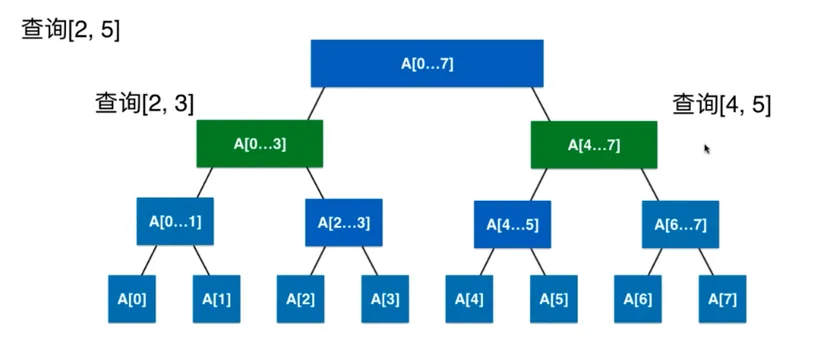 查询[2, 5]
A[0...7]
查询[2, 3]
查询[4, 5]
A[0...3]
A[4...7]
A[0...1]
A[2...3]
A[4...5]
A[6...7]
A[0]
A[1]
A[2]
A[3]
A[4]
A[5]
A[6]
A[7]